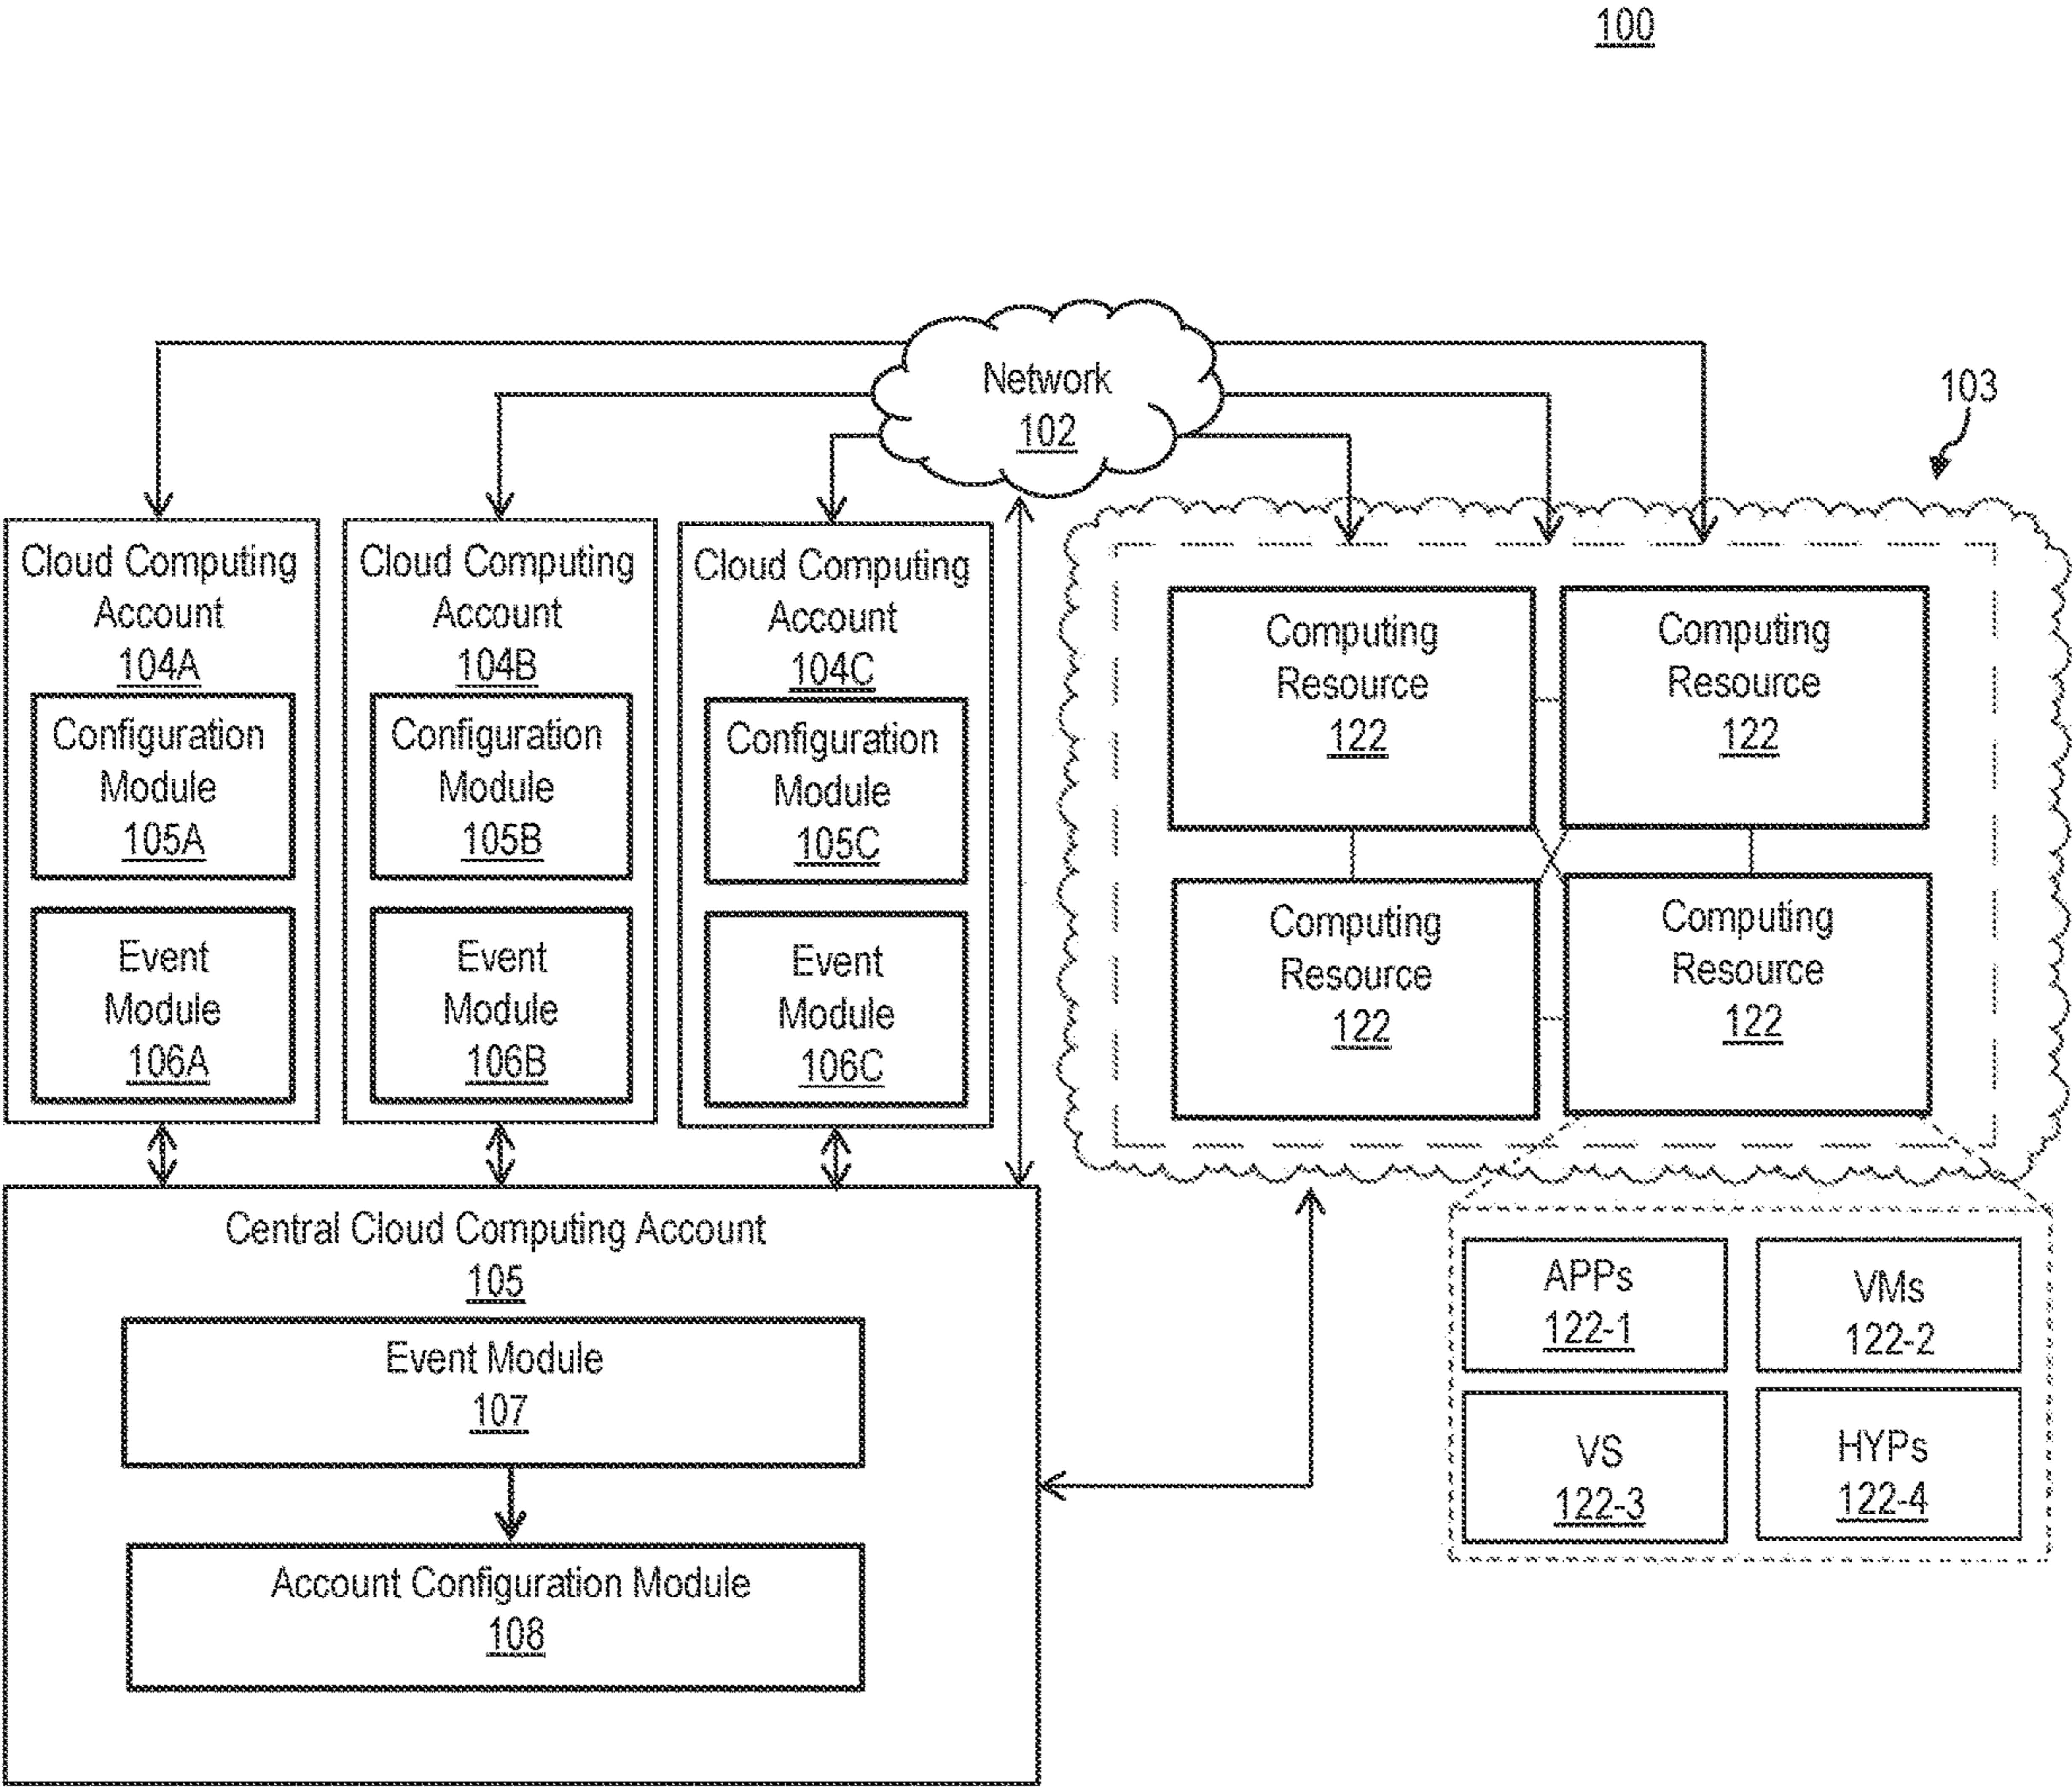 100
Network
102
103
Cloud Computing
Account
104A
Configuration
Module
105A
Event
Module
106A
Cloud Computing
Account
104B
Configuration
Module
105B
Event
Module
106B
Cloud Computing
Account
104C
Configuration
Module
105C
Event
Module
106C
Computing
Resource
122
Computing
Resource
122
Computing
Resource
122
Computing
Resource
122
Central Cloud Computing Account
105
Event Module
107
Account Configuration Module
108
APPs
122-1
VMs
122-2
VS
122-3
HYPs
122-4